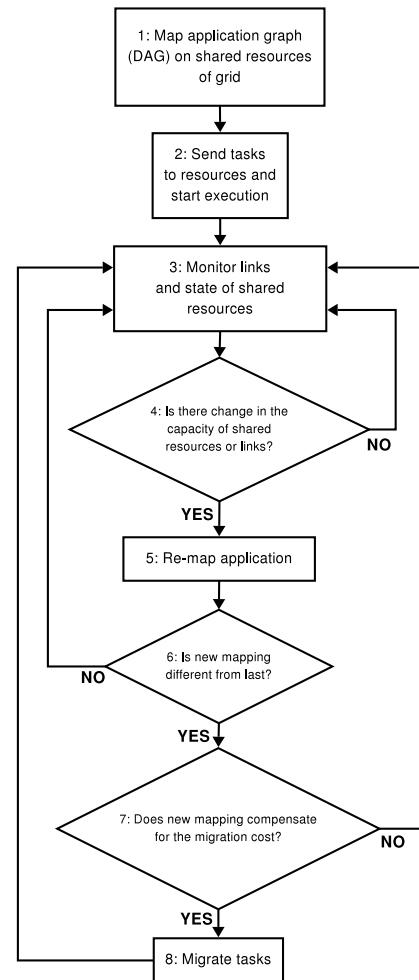 1: Map application graph
(DAG) on shared resources
of grid
2: Send tasks
to resources and
start execution
3: Monitor links
and state of shared
resources
4: Is there change in the
capacity of shared
resources or links?
NO
YES
5: Re-map application
6: Is new mapping
different from last?
NO
YES
7: Does new mapping compensate
for the migration cost?
NO
YES
8: Migrate tasks